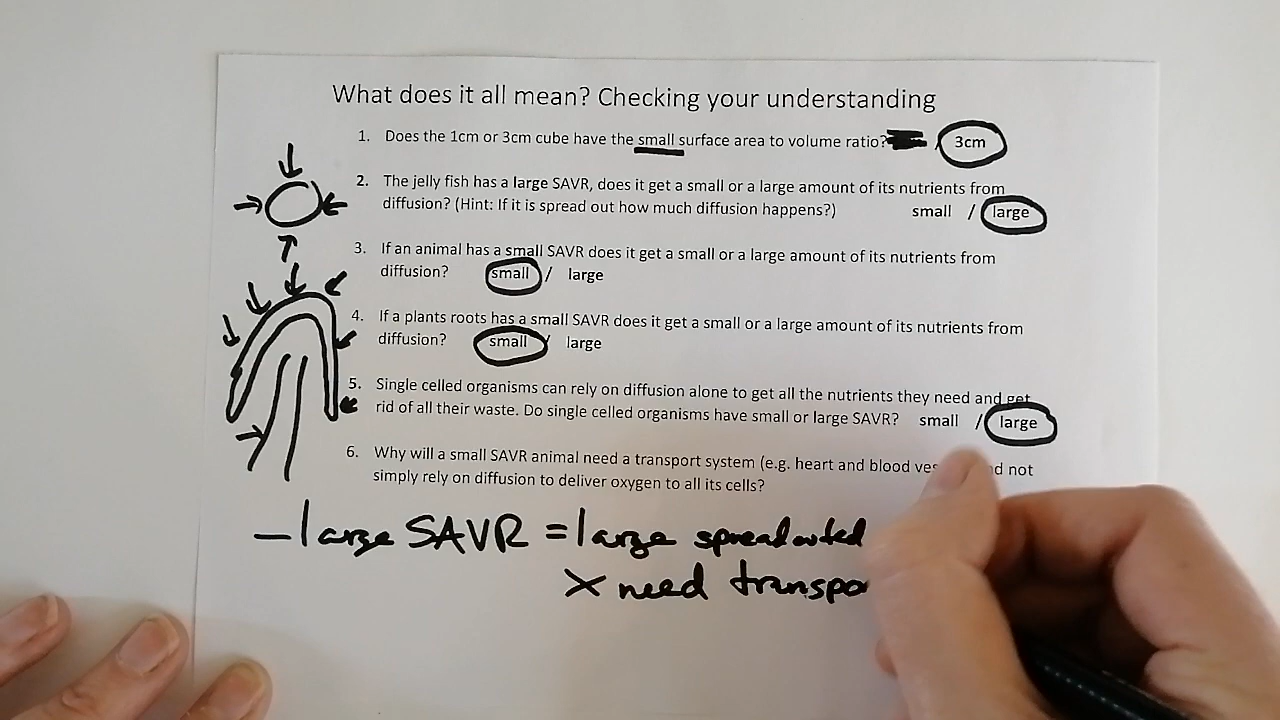 What does it all mean? Checking your understanding
1. Does the 1cm or 3cm cube have the small surface area to volume ratio? / 3cm
2. The jelly fish has a large SAVR, does it get a small or a large amount of its nutrients from
diffusion? (Hint: If it is spread out how much diffusion happens?) small / large
3. If an animal has a small SAVR does it get a small or a large amount of its nutrients from
diffusion? small / large
4. If a plants roots has a small SAVR does it get a small or a large amount of its nutrients from
diffusion? small / large
5. Single celled organisms can rely on diffusion alone to get all the nutrients they need and get
rid of all their waste. Do single celled organisms have small or large SAVR? small / large
6. Why will a small SAVR animal need a transport system (e.g. heart and blood not
simply rely on diffusion to deliver oxygen to all its cells?
- large SAVR = large spread
x need